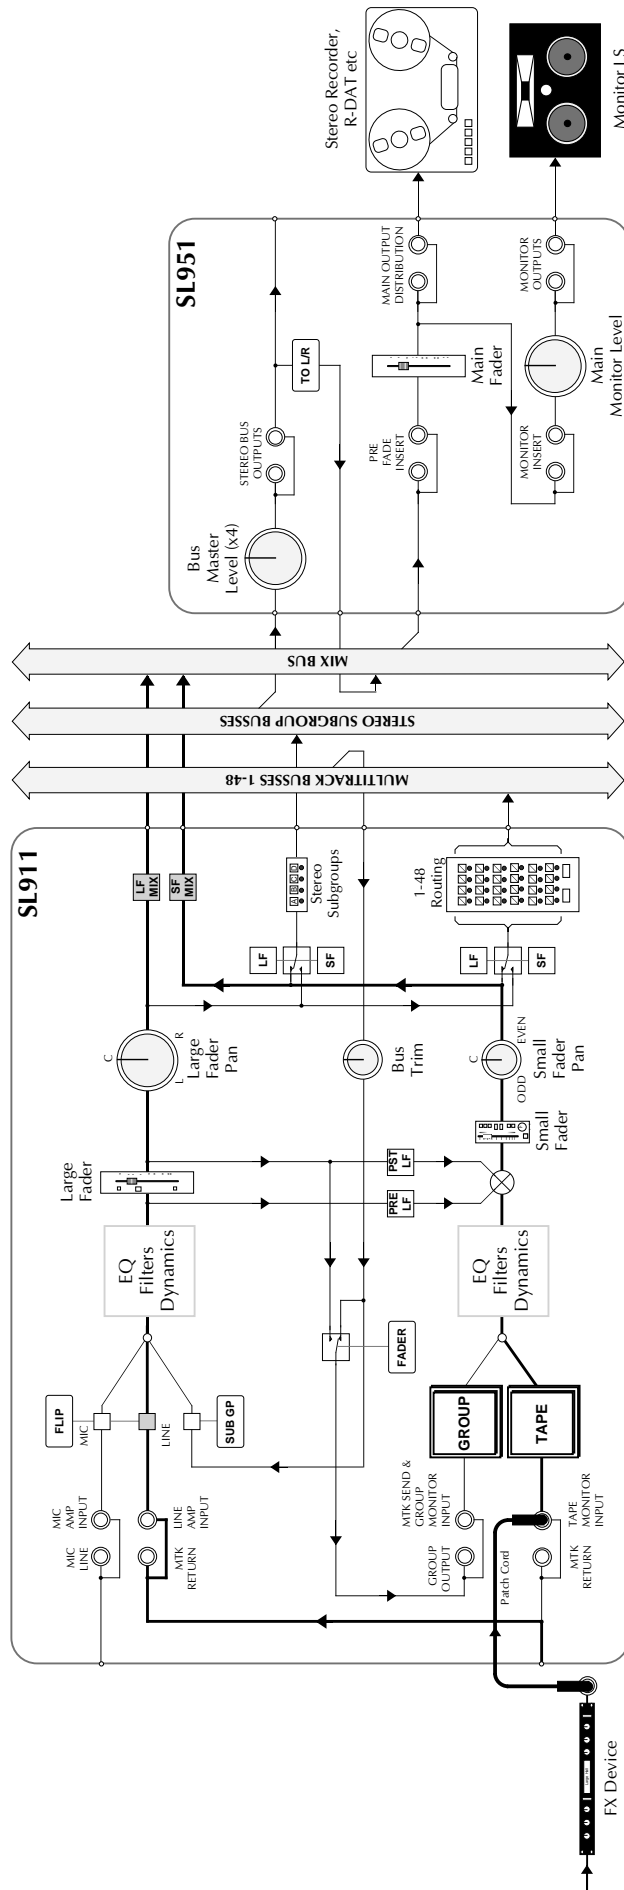 SL911
SL951
FX Device
Patch Cord
MIC
LINE
MIC
AMP
INPUT
FLIP
MIC
LINE
SUB GP
MTK
RETURN
LINE AMP
INPUT
GROUP
OUTPUT
MTK SEND &
GROUP
MONITOR
INPUT
MTK
RETURN
TAPE
MONITOR
INPUT
GROUP
TAPE
FADER
EQ
Filters
Dynamics
EQ
Filters
Dynamics
Large
Fader
PRE
LF
PST
LF
Small
Fader
C
L
R
Large
Fader
Pan
Bus
Trim
C
ODD
EVEN
Small
Fader
Pan
LF
SF
LF
SF
LF
MIX
SF
MIX
A
B
C
D
Stereo
Subgroups
1-48
Routing
MULTITRACK BUSSES 1-48
STEREO SUBGROUP BUSSES
MIX BUS
Bus
Master
Level (x4)
STEREO BUS
OUTPUTS
TO L/R
PRE
FADE
INSERT
Main
Fader
MAIN OUTPUT
DISTRIBUTION
MONITOR
INSERT
Main
Monitor Level
MONITOR
OUTPUTS
Stereo Recorder,
R-DAT etc
Monitor LS